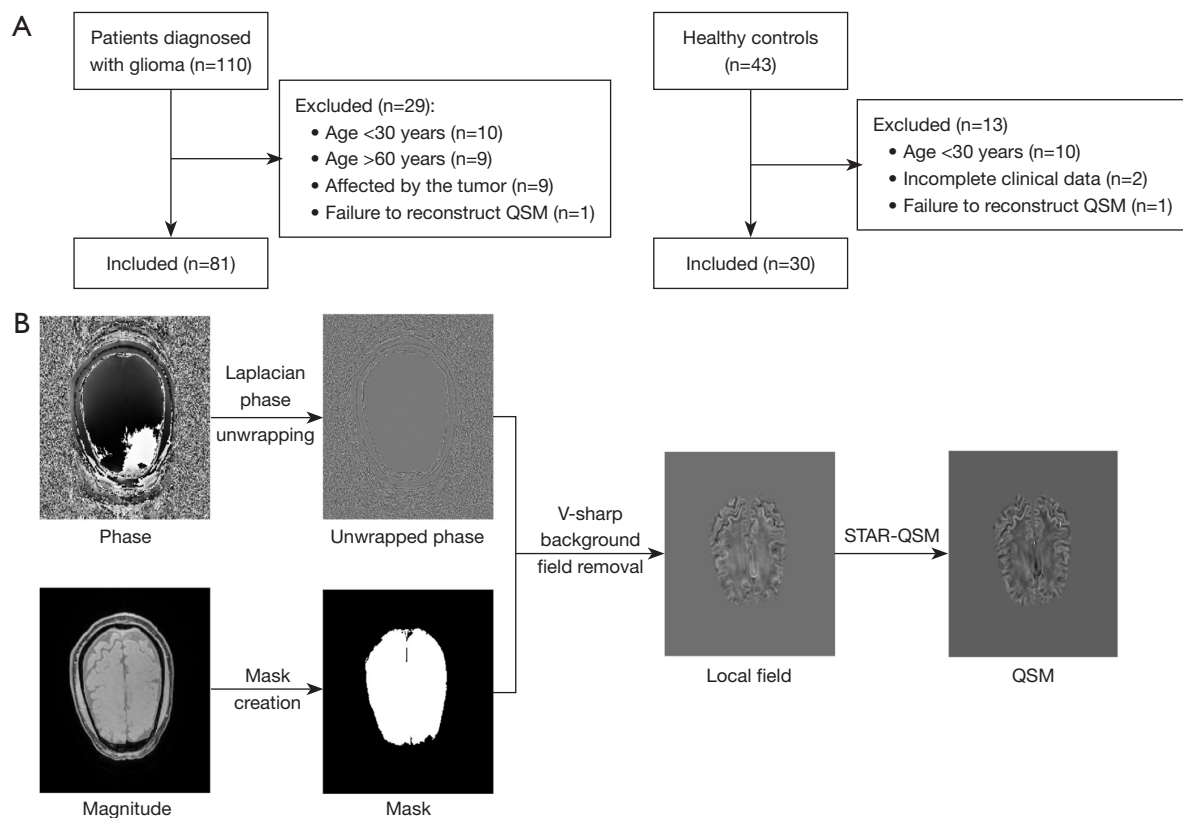 A
Patients diagnosed
with glioma (n=110)
Excluded (n=29):
• Age <30 years (n=10)
• Age >60 years (n=9)
• Affected by the tumor (n=9)
• Failure to reconstruct QSM (n=1)
Included (n=81)
Healthy controls
(n=43)
Excluded (n=13)
• Age <30 years (n=10)
• Incomplete clinical data (n=2)
• Failure to reconstruct QSM (n=1)
Included (n=30)
B
Phase
Laplacian
phase
unwrapping
Unwrapped phase
Magnitude
Mask
creation
Mask
V-sharp
background
field removal
Local field
STAR-QSM
QSM